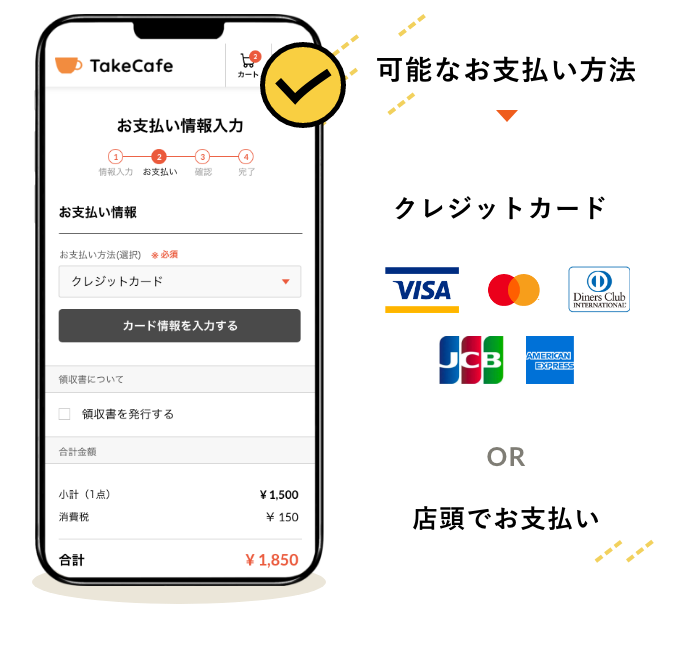 TakeCafe
2
カート
お支払い情報入力
1 2 3 4
情報入力 お支払い 確認 完了
お支払い情報
お支払い方法(選択) ※必須
クレジットカード
カード情報を入力する
領収書について
領収書を発行する
合計金額
小計（1点） ¥1,500
消費税 ¥ 150
合計 ¥1,850
可能なお支払い方法
クレジットカード
VISA
Diners Club
INTERNATIONAL
JCB
AMERICAN
EXPRESS
OR
店頭でお支払い